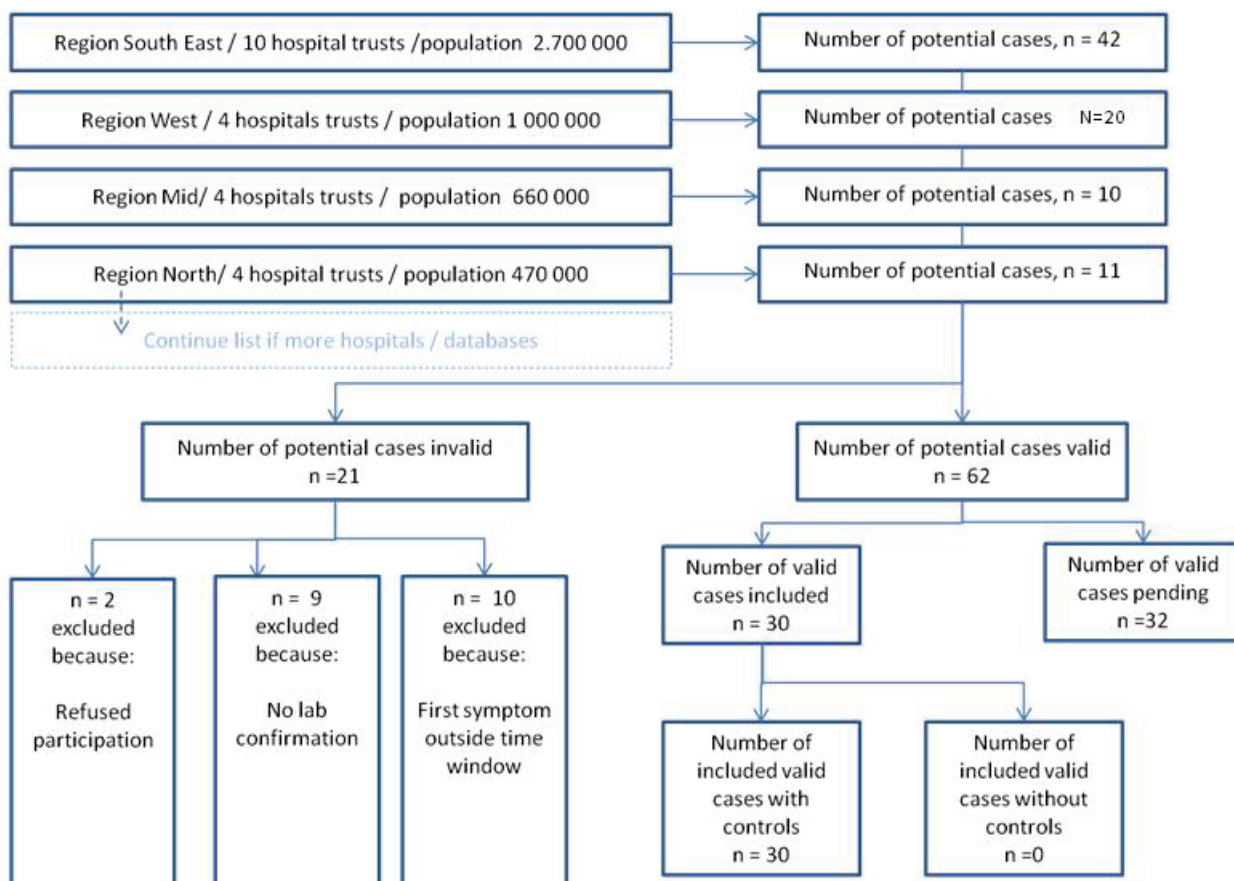 Region South East / 10 hospital trusts /population 2.700 000
Number of potential cases, n = 42
Region West / 4 hospitals trusts / population 1 000 000
Number of potential cases N=20
Region Mid/ 4 hospitals trusts / population 660 000
Number of potential cases, n = 10
Region North/ 4 hospital trusts / population 470 000
Number of potential cases, n = 11
Continue list if more hospitals / databases
Number of potential cases invalid
n =21
Number of potential cases valid
n = 62
n = 2
excluded
because:
Refused
participation
n = 9
excluded
because:
No lab
confirmation
n = 10
excluded
because:
First symptom
outside time
window
Number of valid
cases included
n = 30
Number of valid
cases pending
n =32
Number of
included valid
cases with
controls
n = 30
Number of
included valid
cases without
controls
n =0